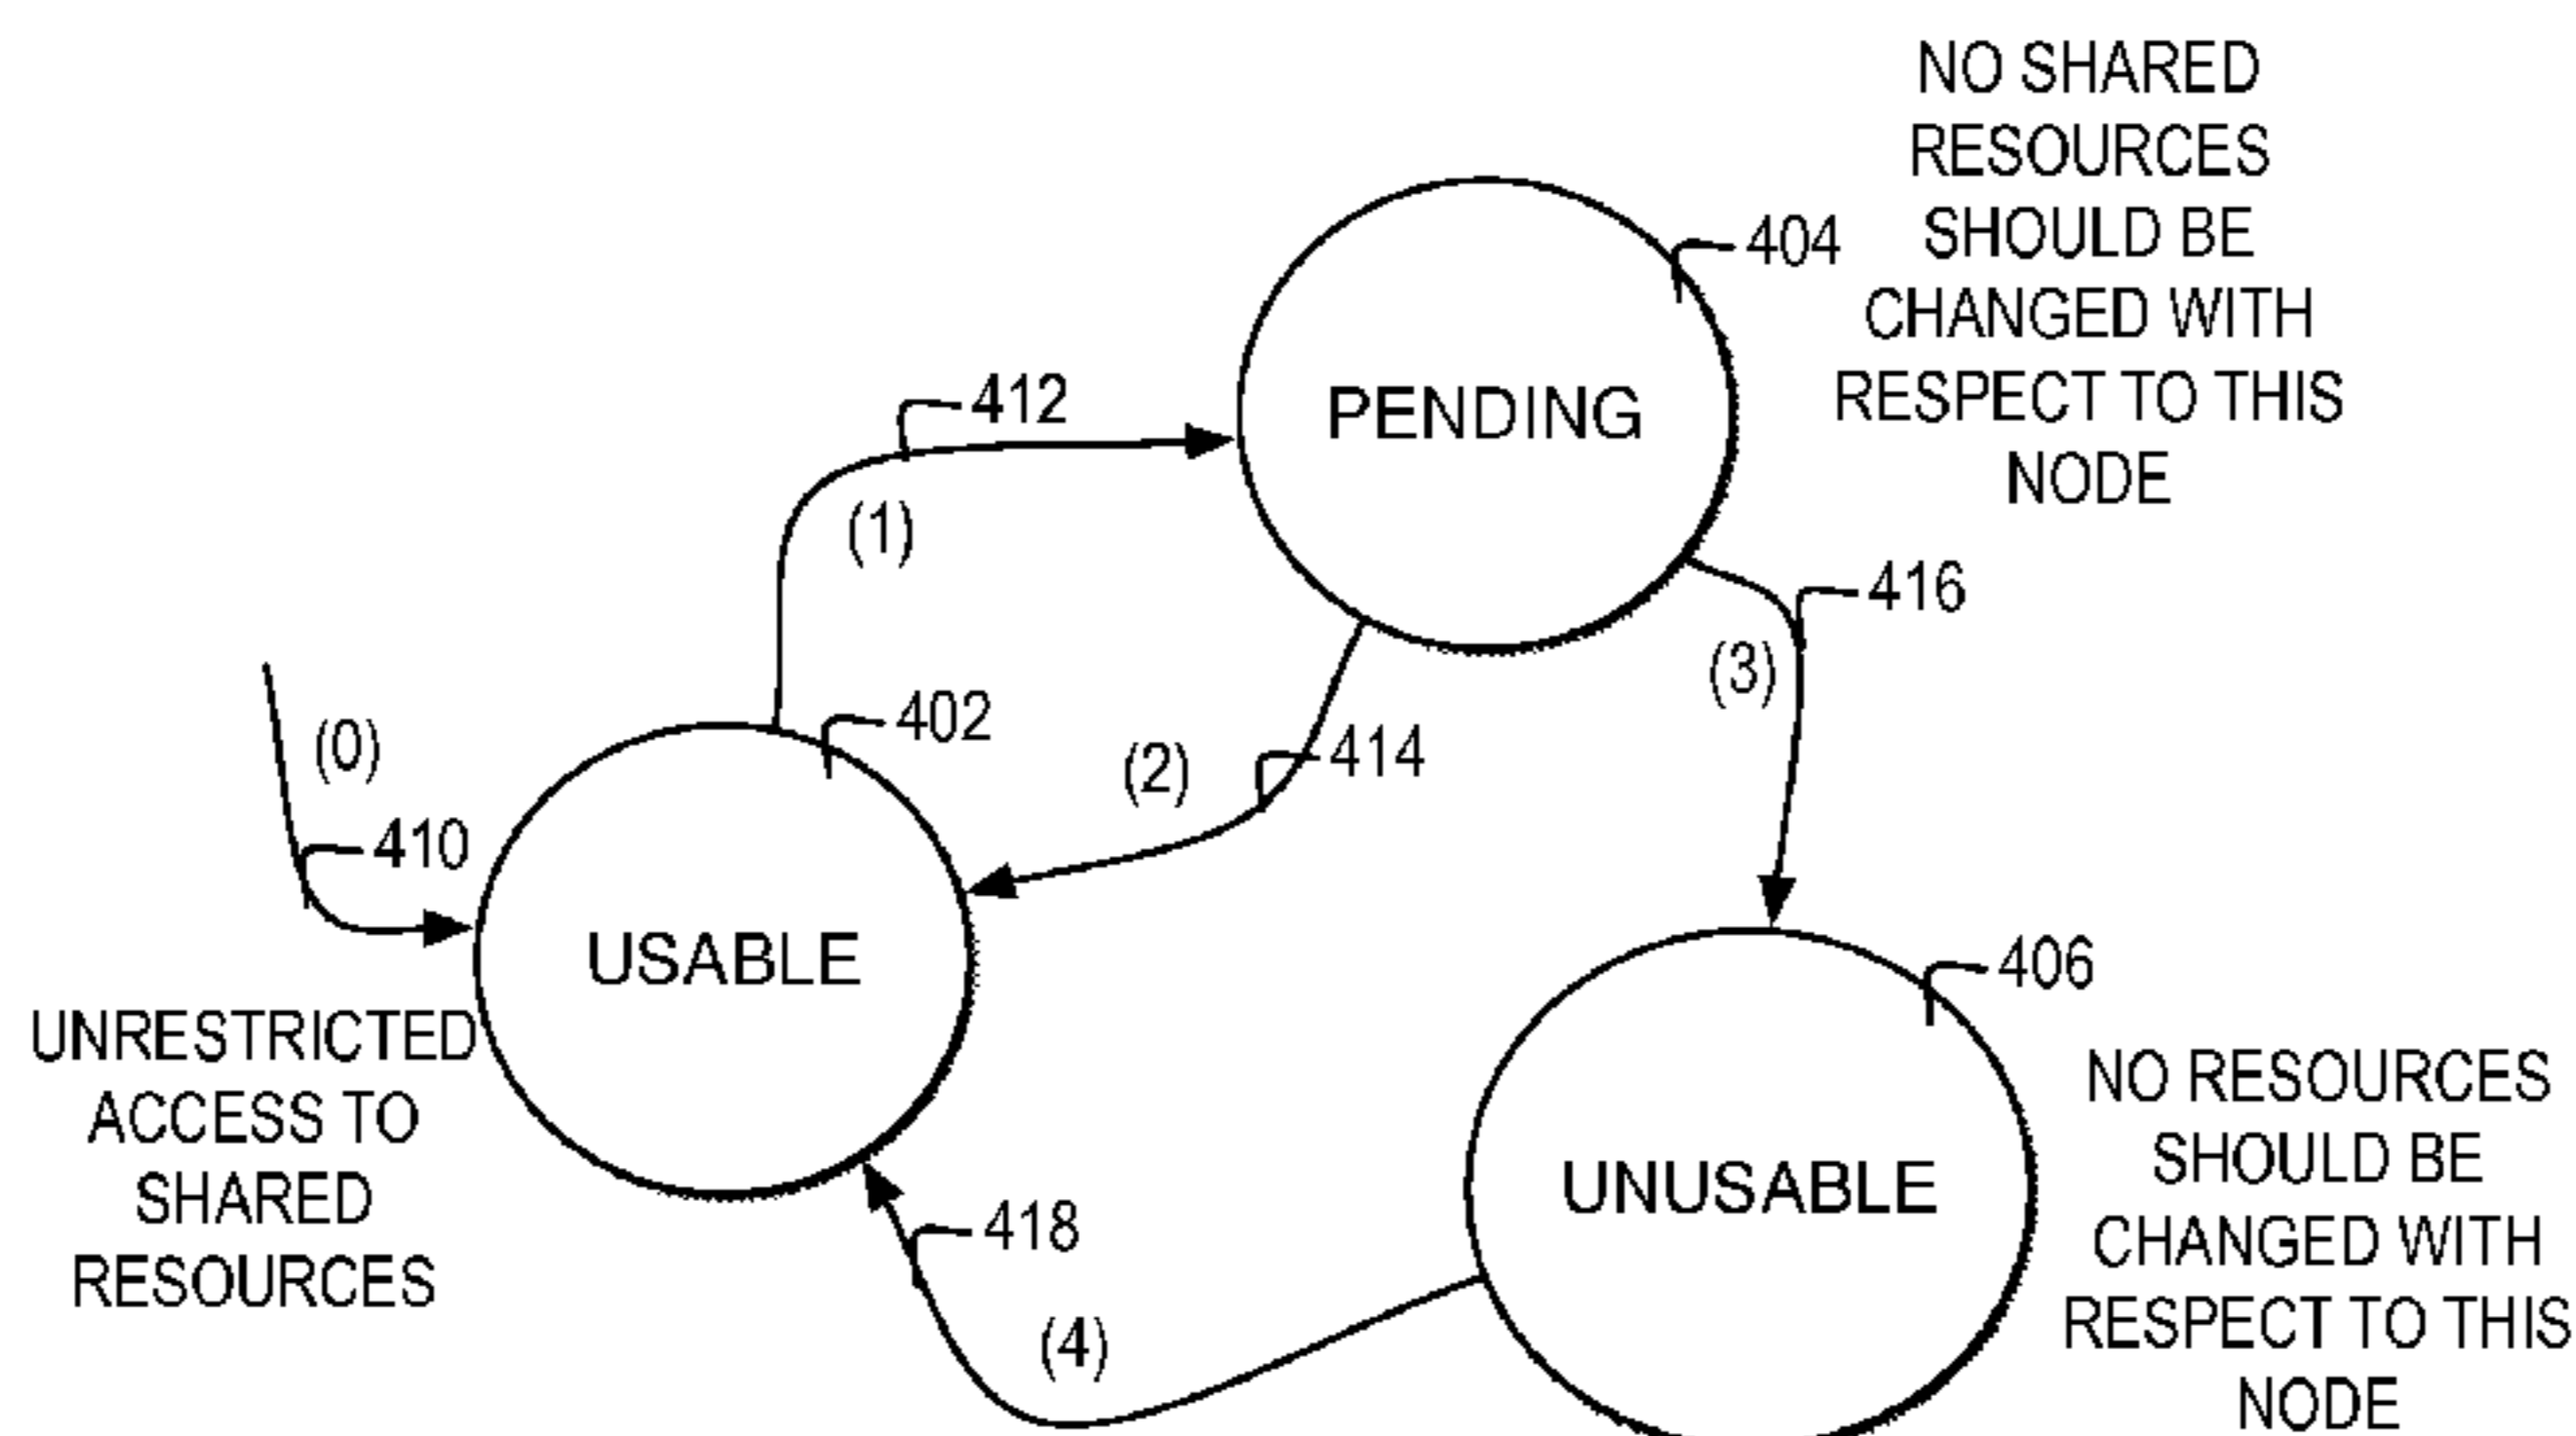 NO SHARED
RESOURCES
SHOULD BE
CHANGED WITH
RESPECT TO THIS
NODE
404
PENDING
412
(1)
416
(3)
402
(0)
(2)
414
410
USABLE
UNRESTRICTED
ACCESS TO
SHARED
RESOURCES
406
UNUSABLE
NO RESOURCES
SHOULD BE
CHANGED WITH
RESPECT TO THIS
NODE
418
(4)